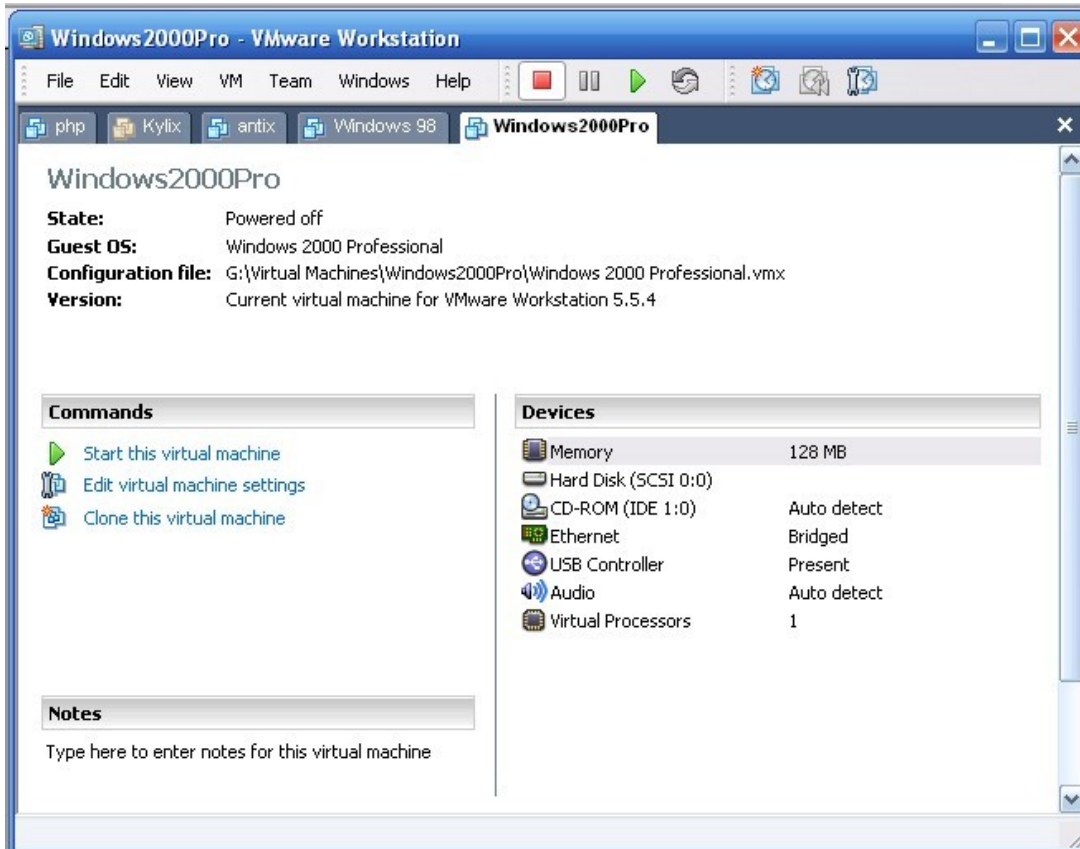 Windows2000Pro - VMware Workstation
File Edit View VM Team Windows Help
php Kylix antix Windows 98 Windows2000Pro
Windows2000Pro
State: Powered off
Guest OS: Windows 2000 Professional
Configuration file: G:\Virtual Machines\Windows2000Pro\Windows 2000 Professional.vmx
Version: Current virtual machine for VMware Workstation 5.5.4
Commands
Start this virtual machine
Edit virtual machine settings
Clone this virtual machine
Devices
Memory 128 MB
Hard Disk (SCSI 0:0)
CD-ROM (IDE 1:0) Auto detect
Ethernet Bridged
USB Controller Present
Audio Auto detect
Virtual Processors 1
Notes
Type here to enter notes for this virtual machine